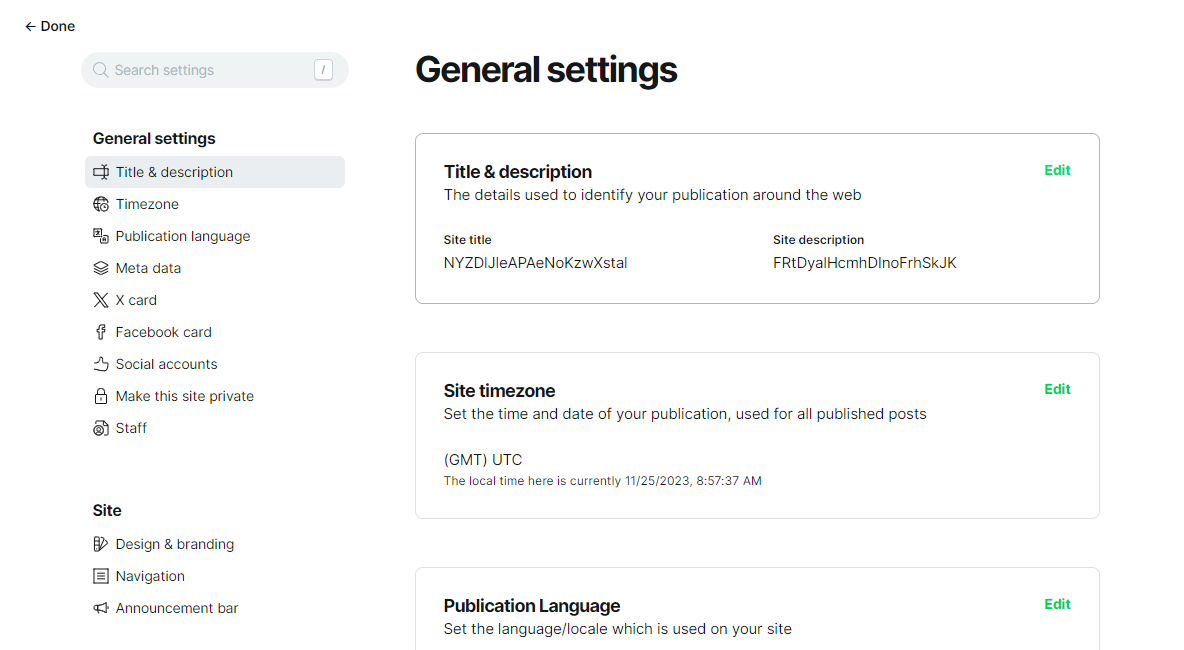 ← Done
Search settings /
General settings
General settings
Title & description
Timezone
Publication language
Meta data
X card
Facebook card
Social accounts
Make this site private
Staff
Site
Design & branding
Navigation
Announcement bar
Title & description
Edit
The details used to identify your publication around the web
Site title
NYZDlJleAPAeNoKzwXstal
Site description
FRtDyalHcmhDlnoFrhSkJK
Site timezone
Edit
Set the time and date of your publication, used for all published posts
(GMT) UTC
The local time here is currently 11/25/2023, 8:57:37 AM
Publication Language
Edit
Set the language/locale which is used on your site